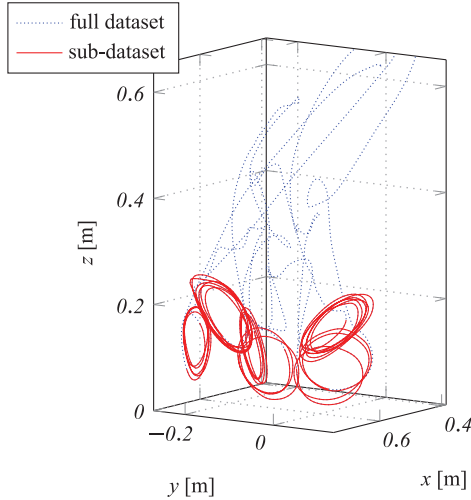 full dataset
sub-dataset
0.6
0.4
z [m]
0.2
0
−0.2
0
0.6
0.4
y [m]
x [m]